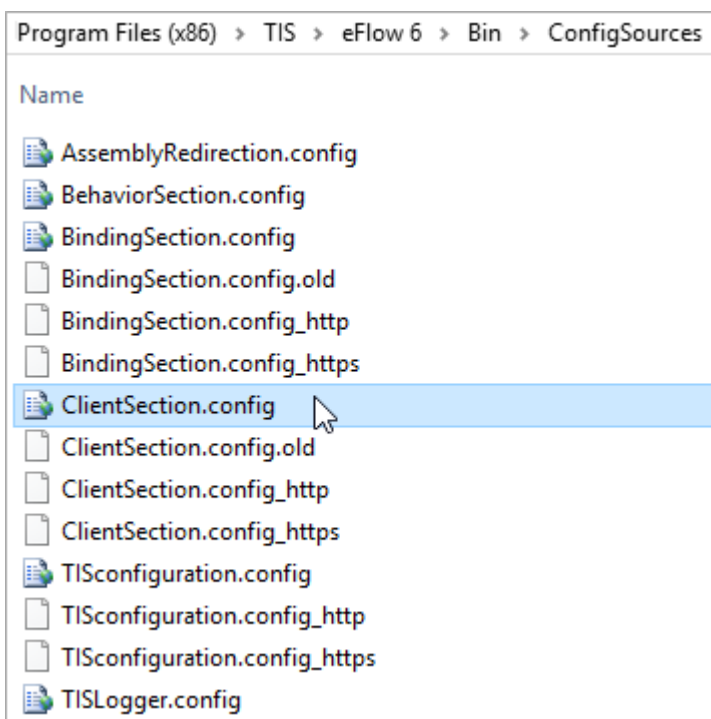 Program Files (x86) > TIS > eFlow 6 > Bin > ConfigSources
Name
AssemblyRedirection.config
BehaviorSection.config
BindingSection.config
BindingSection.config.old
BindingSection.config_http
BindingSection.config_https
ClientSection.config
ClientSection.config.old
ClientSection.config_http
ClientSection.config_https
TISconfiguration.config
TISconfiguration.config_http
TISconfiguration.config_https
TISLogger.config